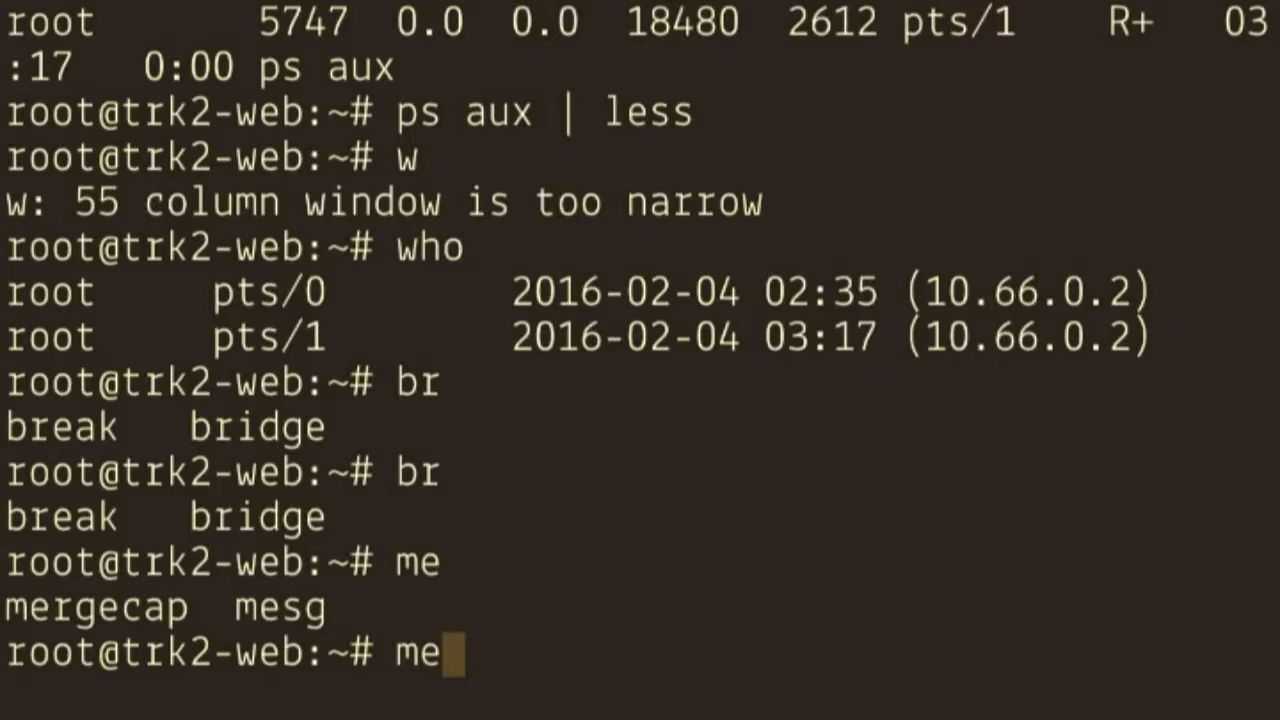 root       5747  0.0  0.0  18480  2612 pts/1    R+   03
:17   0:00 ps aux
root@trk2-web:~# ps aux | less
root@trk2-web:~# w
w: 55 column window is too narrow
root@trk2-web:~# who
root     pts/0        2016-02-04 02:35 (10.66.0.2)
root     pts/1        2016-02-04 03:17 (10.66.0.2)
root@trk2-web:~# br
break   bridge
root@trk2-web:~# br
break   bridge
root@trk2-web:~# me
mergecap  mesg
root@trk2-web:~# me